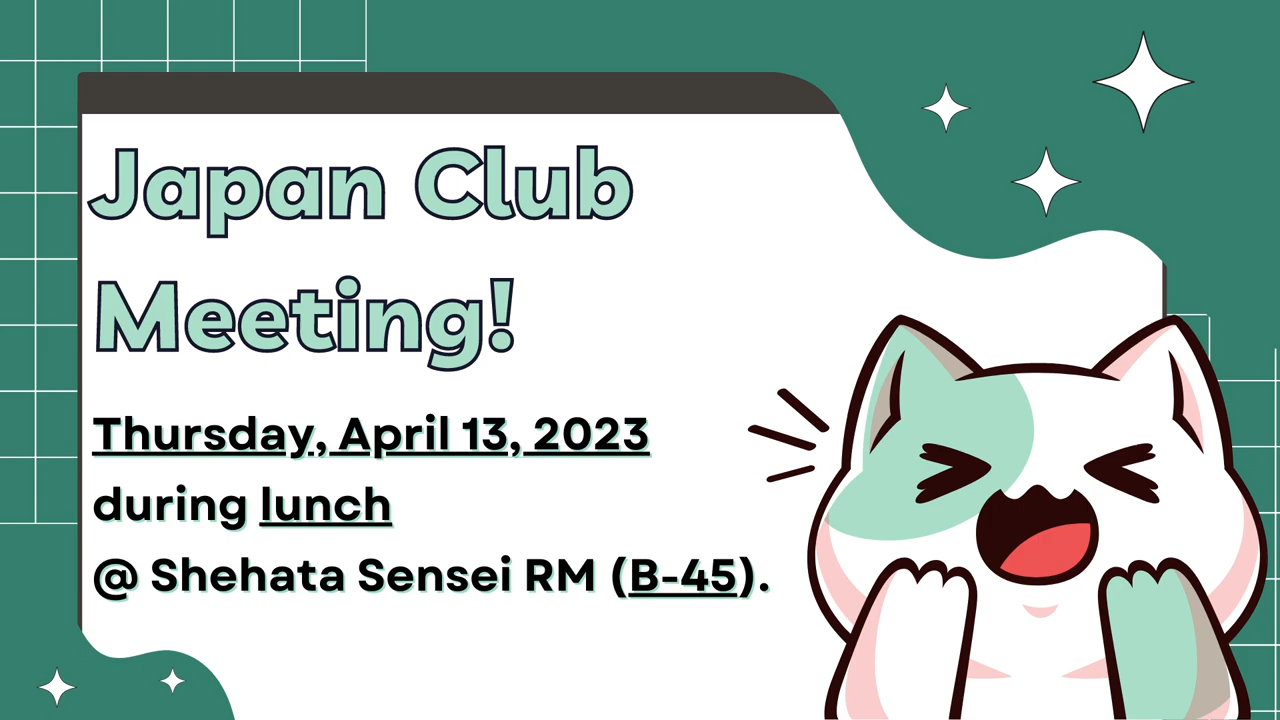 Japan Club
Meeting!
Thursday, April 13, 2023
during lunch
@ Shehata Sensei RM (B-45).